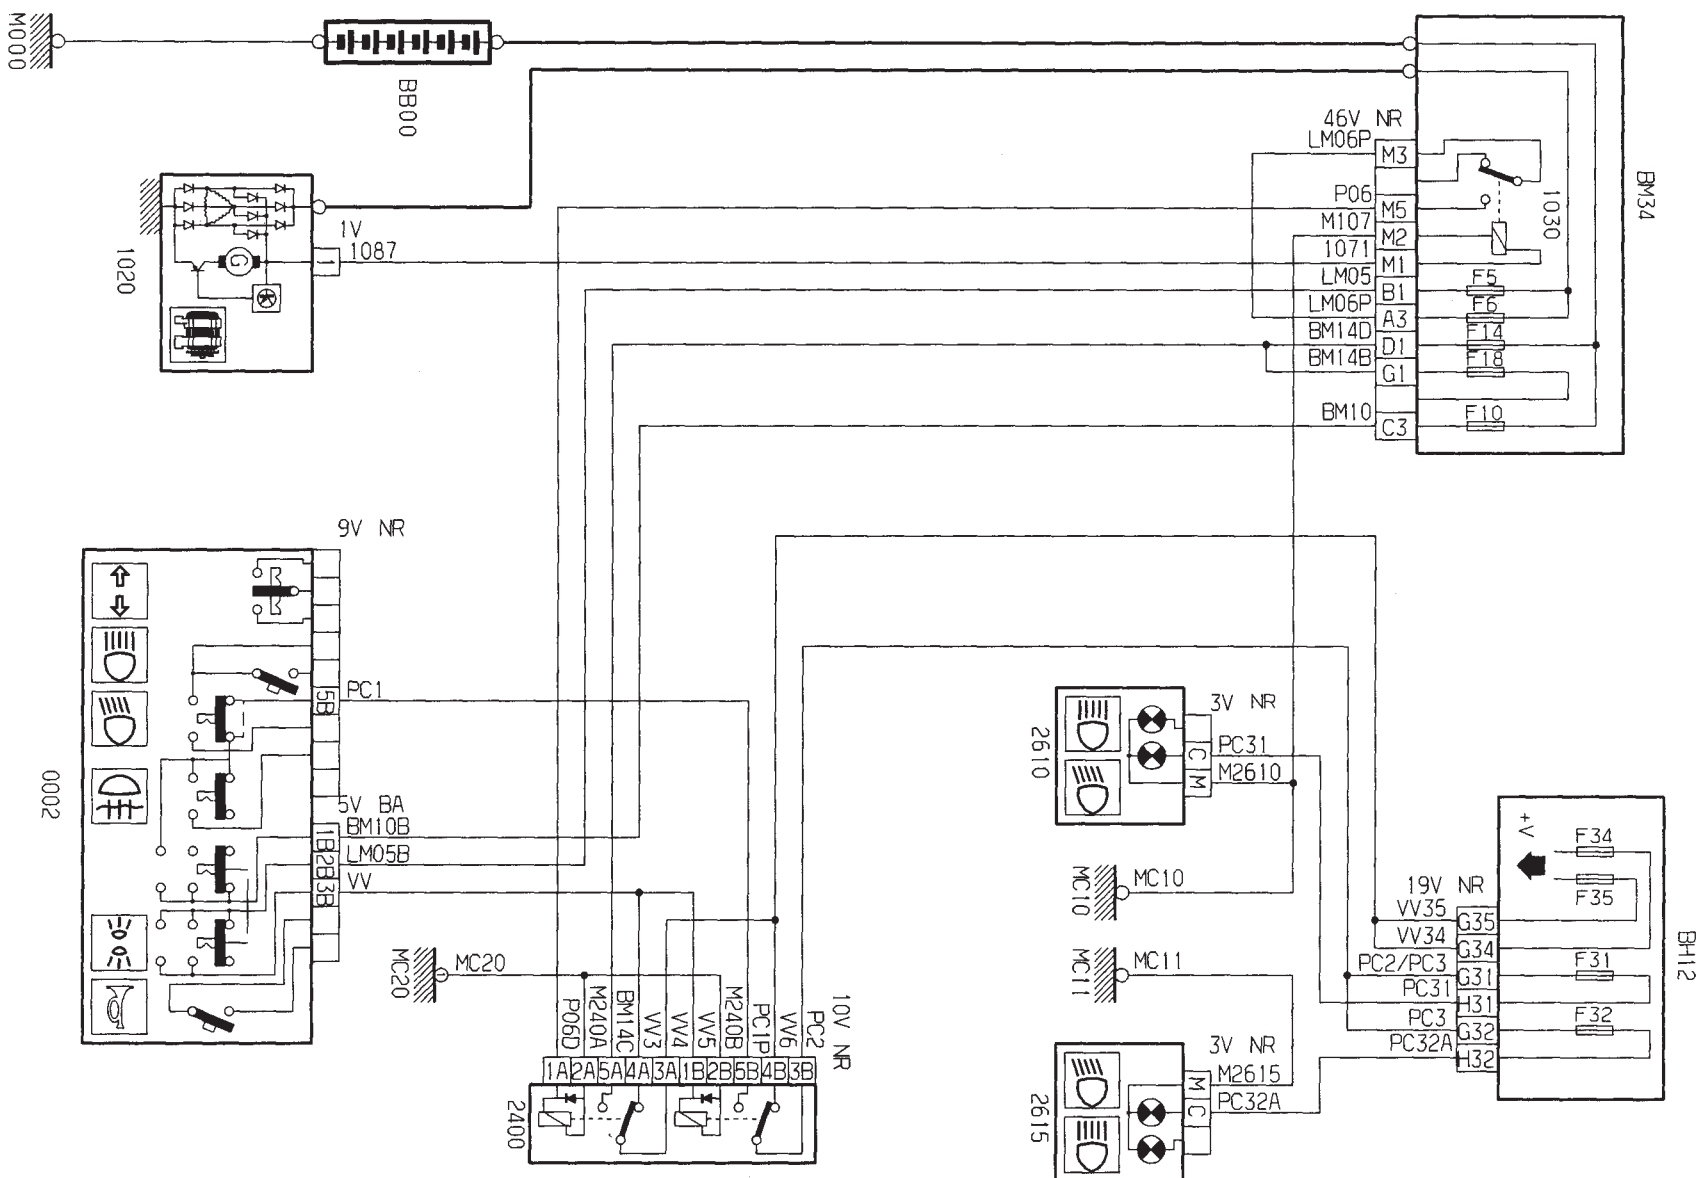 M000
BB00
46V NR
LM06P
M3
P06
M5
M107
M2
1071
M1
LM05
B1
LM06P
A3
BM14D
D1
BM14B
G1
BM10
C3
1030
F5
F6
F14
F18
F10
BM34
1V
1087
1
G
1020
9V NR
5B
PC1
5V BA
BM10B
1B
LM05B
2B
VV
3B
0002
MC20
MC20
P06D
M240A
BM14C
VV3
VV4
VV5
M240B
PC1P
VV6
PC2
10V NR
1A
2A
5A
4A
3A
1B
2B
5B
4B
3B
2400
3V NR
PC31
C
M2610
M
2610
MC10
MC10
MC11
MC11
3V NR
M2615
M
PC32A
C
2615
+V
F34
F35
19V NR
VV35
G35
VV34
G34
PC2/PC3
G31
PC31
H31
PC3
G32
PC32A
H32
F31
F32
BH12